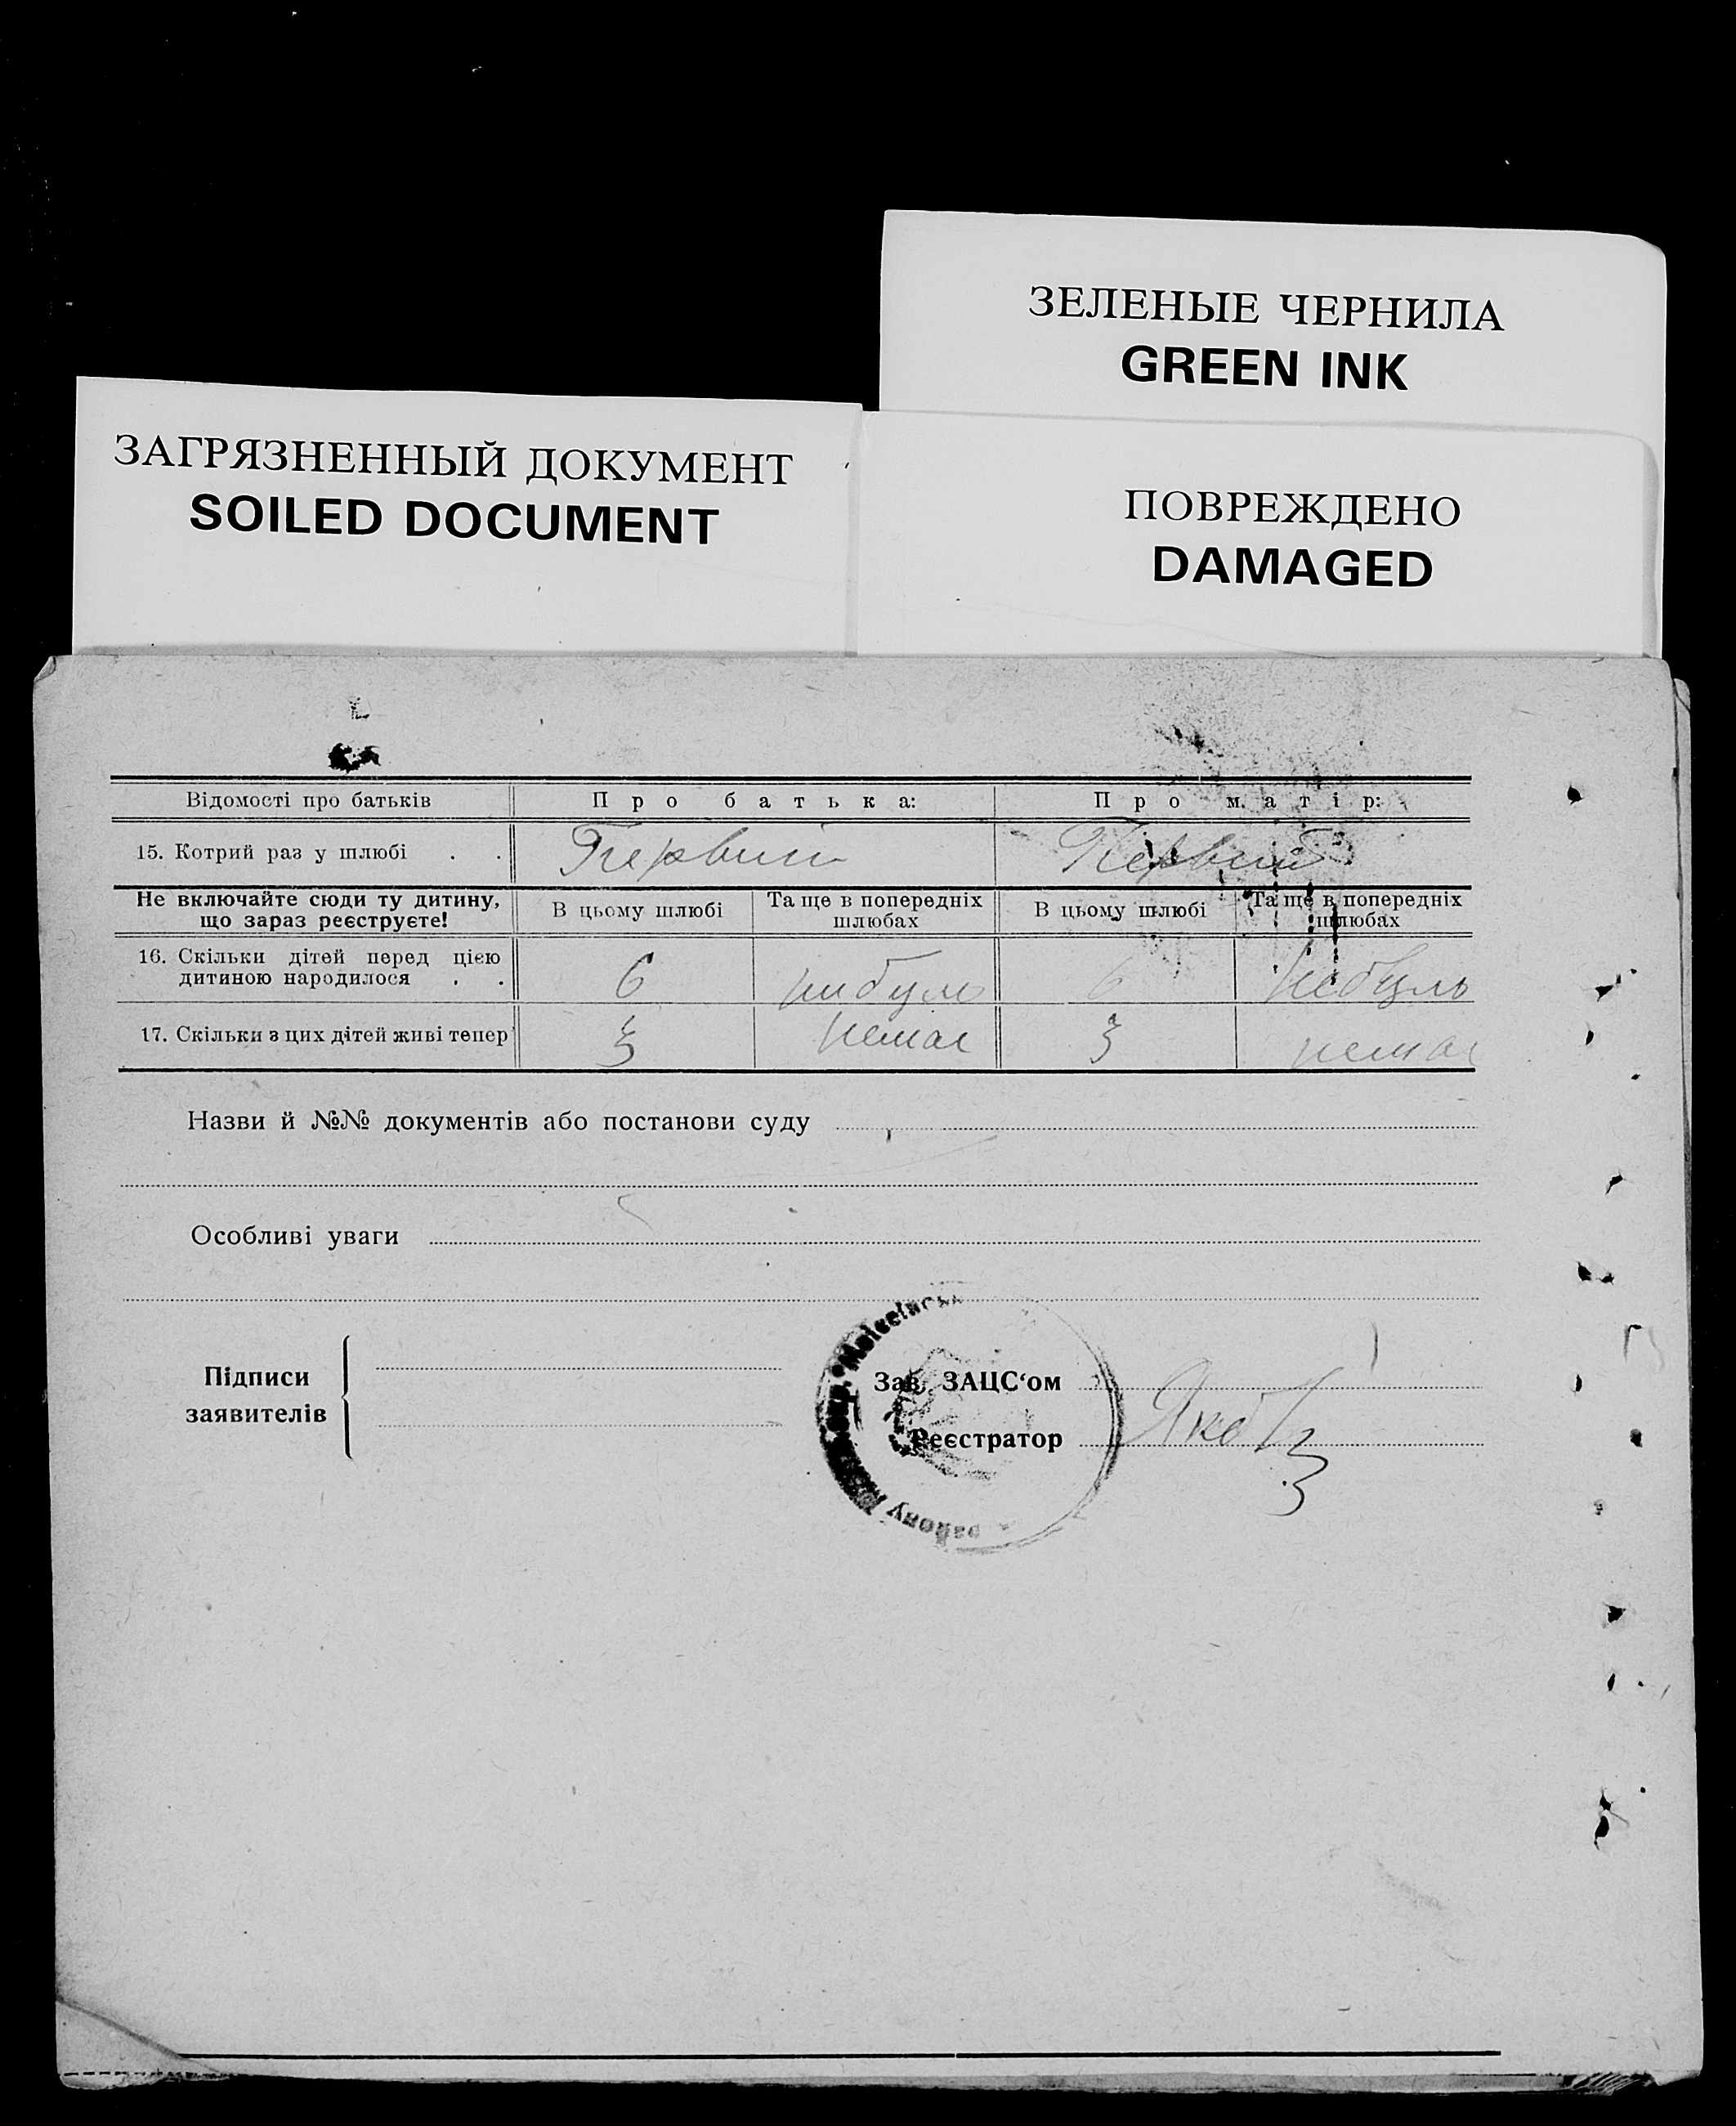 ЗЕЛЕНЫЕ ЧЕРНИЛА
GREEN INK
ЗАГРЯЗНЕННЫЙ ДОКУМЕНТ
SOILED DOCUMENT
ПОВРЕЖДЕНО
DAMAGED
Відомості про батьків Про батька: Про матір:
15. Котрий раз у шлюбі . . Первий Первий
Не включайте сюди ту дитину, що зараз реєструєте! В цьому шлюбі Та ще в попередніх шлюбах В цьому шлюбі Та ще в попередніх шлюбах
16. Скільки дітей перед цією
дитиною народилося . . 6 нибуло 6 небуль
17. Скільки з цих дітей живі тепер 3 немає 3 немає
Назви й №№ документів або постанови суду
Особливі уваги
Підписи
заявителів
Зав. ЗАЦС‘ом
Реєстратор
району